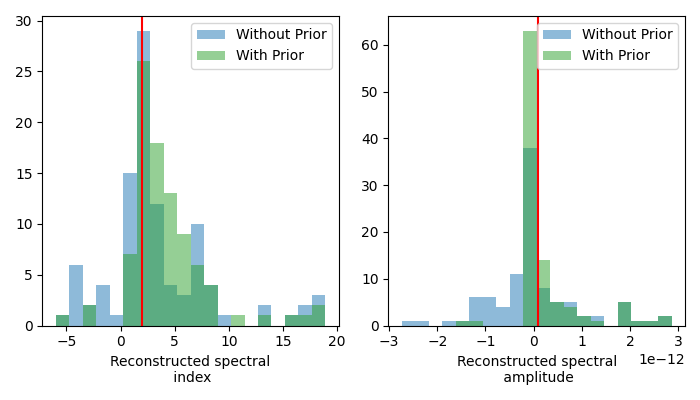 30
25
20
15
10
5
0
−5 0 5 10 15 20
Reconstructed spectral
index
Without Prior
With Prior
60
50
40
30
20
10
0
−3 −2 −1 0 1 2 3
1e−12
Reconstructed spectral
amplitude
Without Prior
With Prior